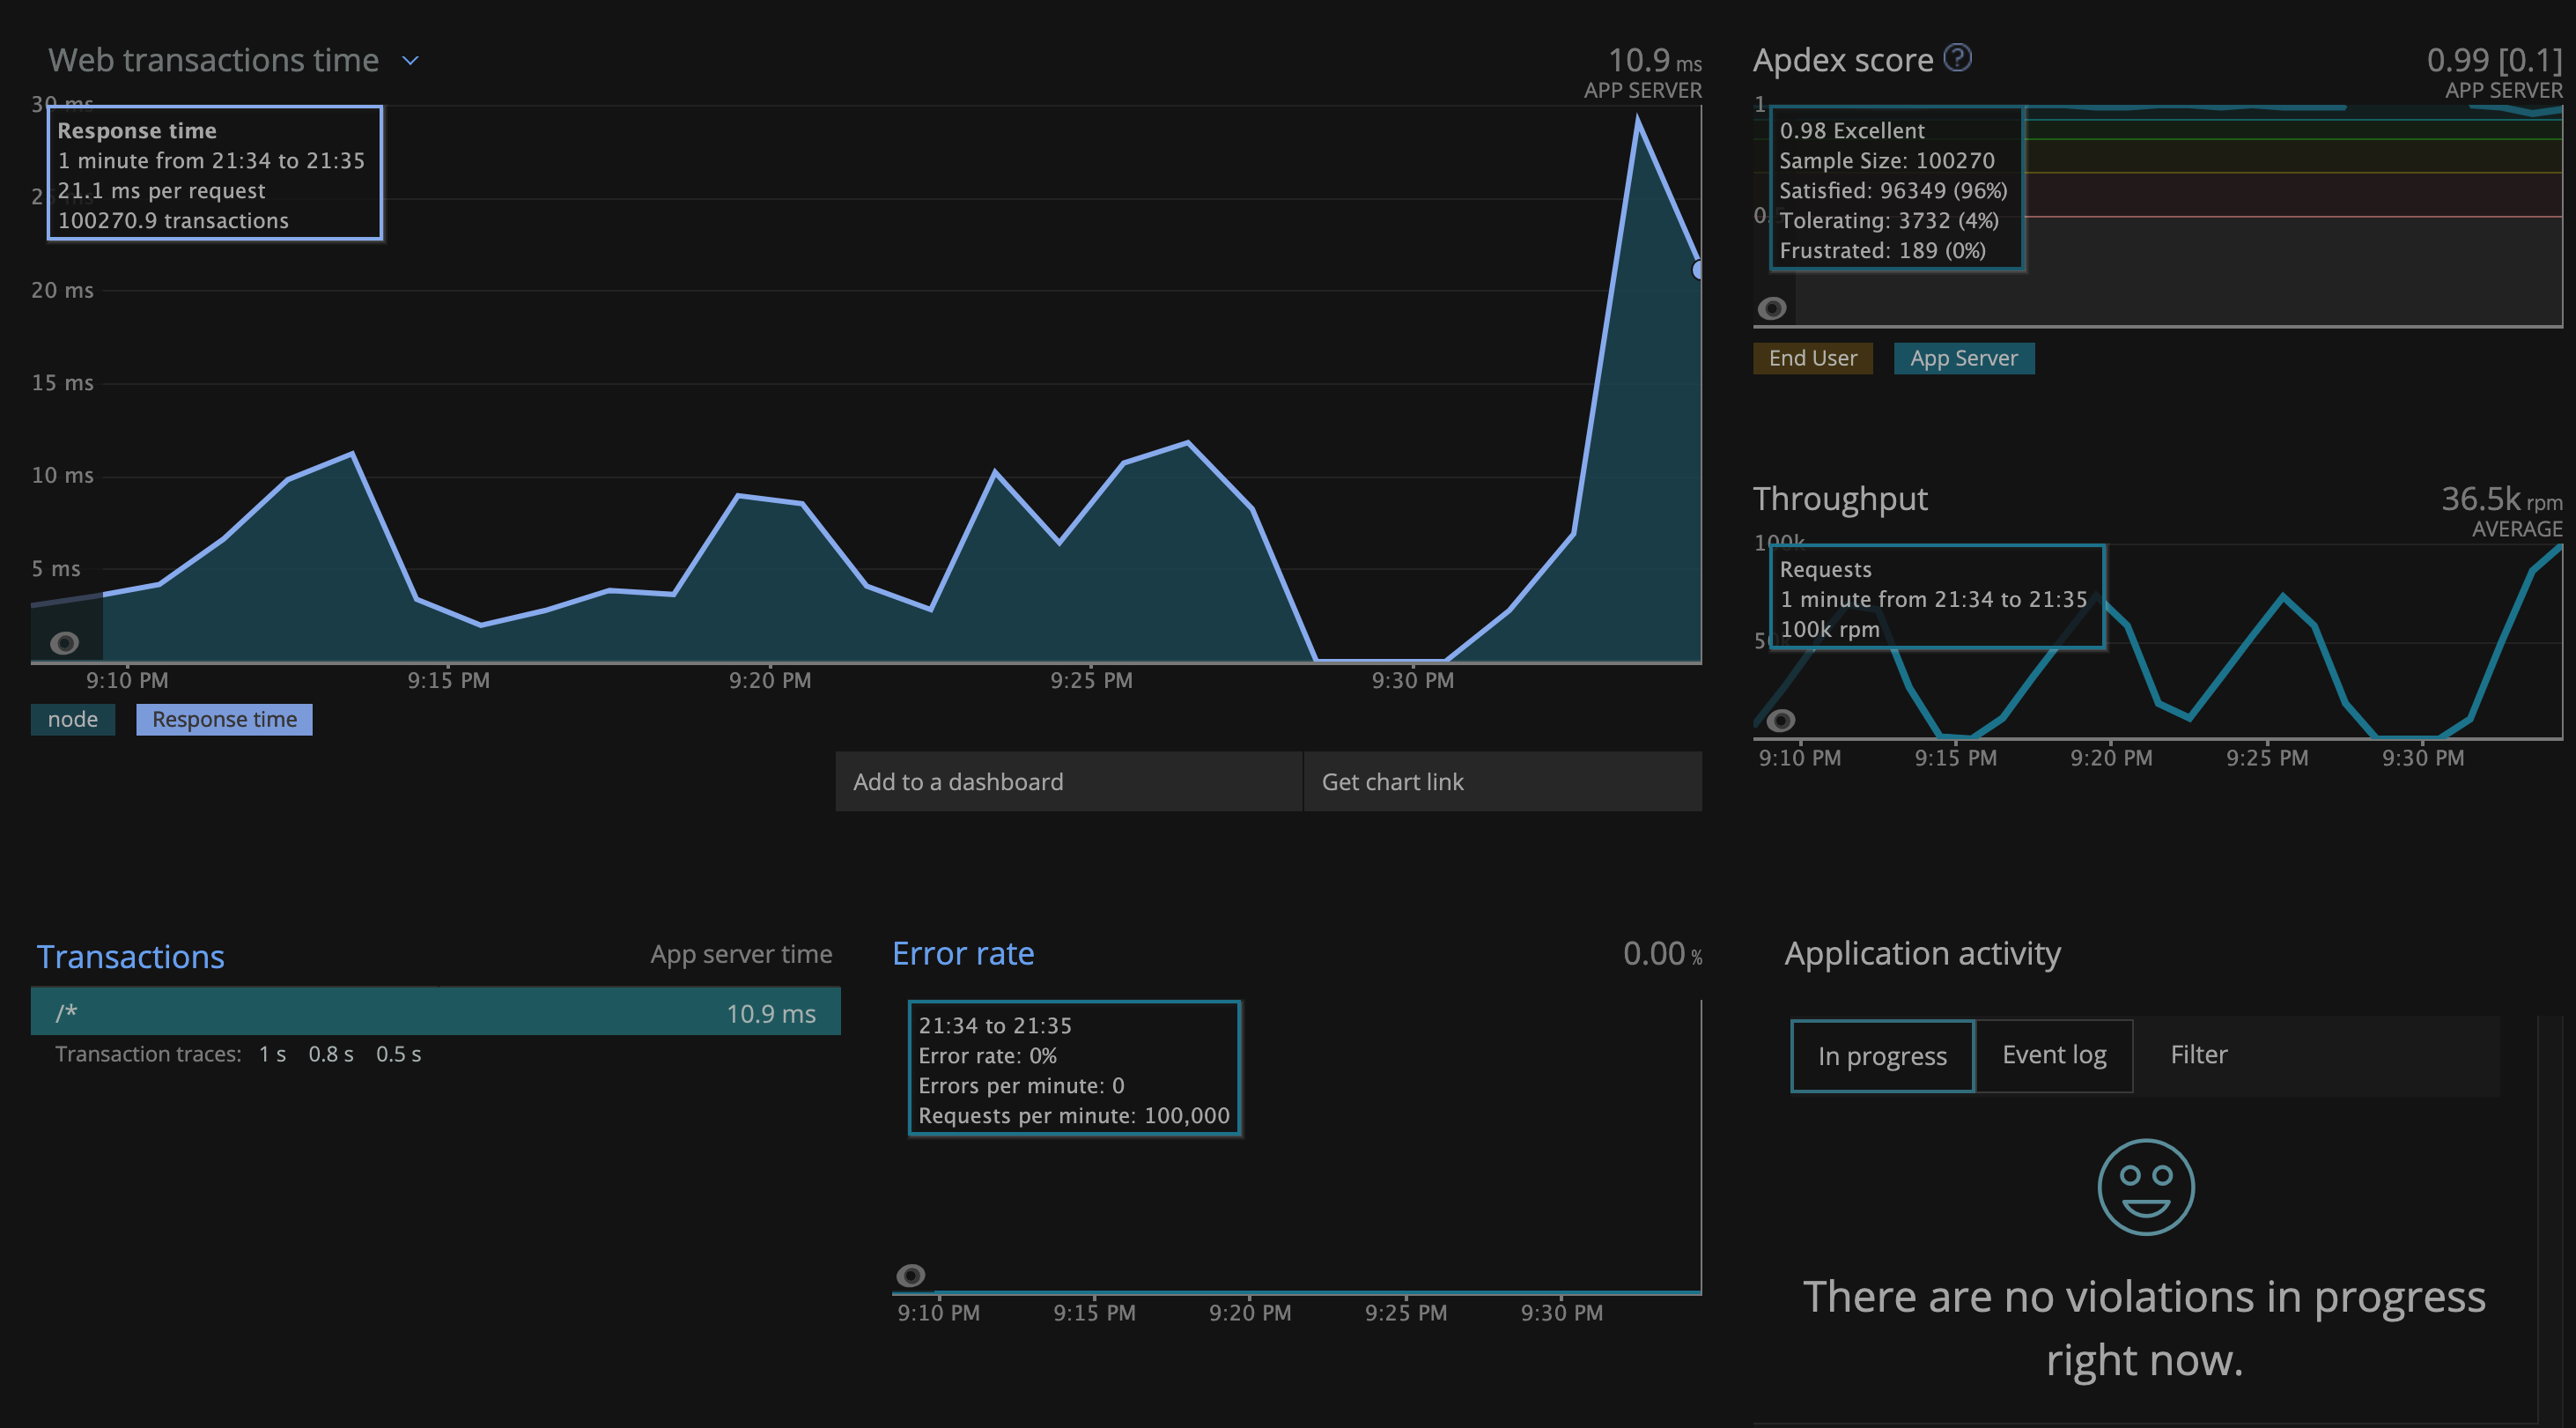 Web transactions time
10.9 ms
APP SERVER
30 ms
Response time
1 minute from 21:34 to 21:35
21.1 ms per request
100270.9 transactions
20 ms
15 ms
10 ms
5 ms
9:10 PM 9:15 PM 9:20 PM 9:25 PM 9:30 PM
node Response time
Add to a dashboard Get chart link
Apdex score ?
0.99 [0.1]
APP SERVER
1
0.98 Excellent
Sample Size: 100270
Satisfied: 96349 (96%)
Tolerating: 3732 (4%)
Frustrated: 189 (0%)
End User App Server
Throughput
36.5k rpm
AVERAGE
100k
Requests
1 minute from 21:34 to 21:35
100k rpm
9:10 PM 9:15 PM 9:20 PM 9:25 PM 9:30 PM
Transactions App server time
/* 10.9 ms
Transaction traces: 1 s 0.8 s 0.5 s
Error rate 0.00 %
21:34 to 21:35
Error rate: 0%
Errors per minute: 0
Requests per minute: 100,000
9:10 PM 9:15 PM 9:20 PM 9:25 PM 9:30 PM
Application activity
In progress Event log Filter
There are no violations in progress
right now.